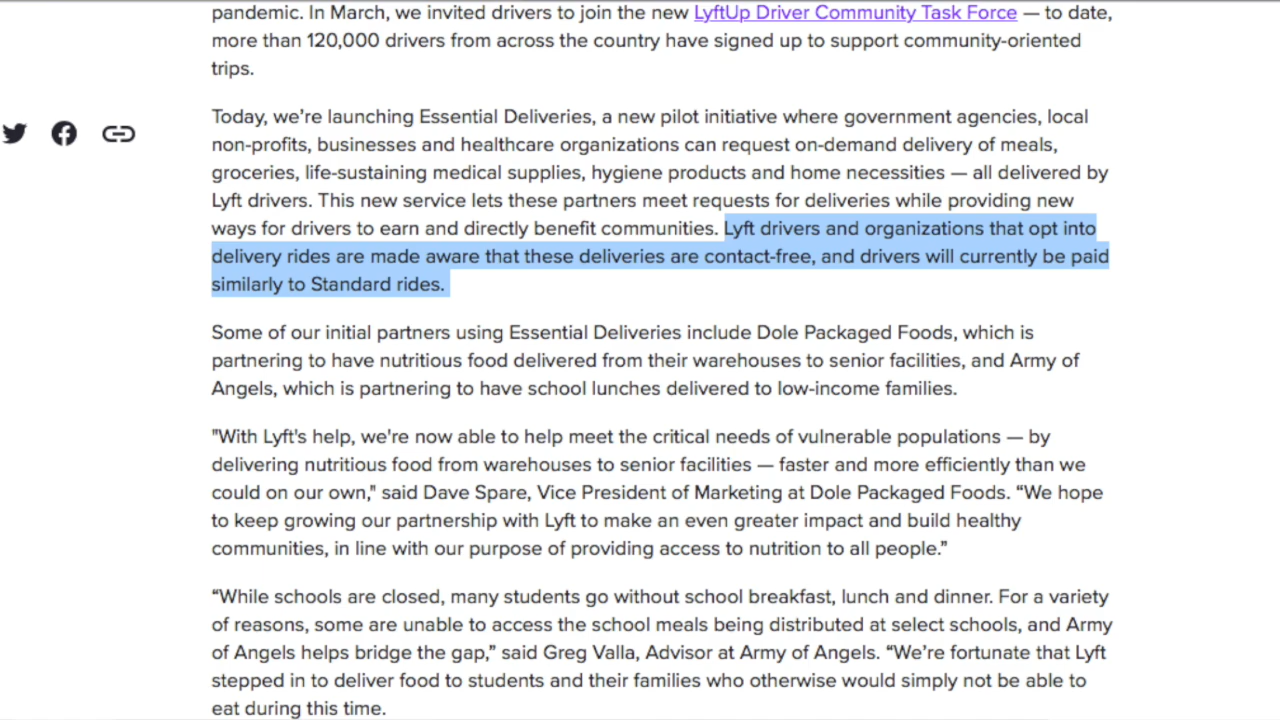 pandemic. In March, we invited drivers to join the new LyftUp Driver Community Task Force — to date,
more than 120,000 drivers from across the country have signed up to support community-oriented
trips.
Today, we’re launching Essential Deliveries, a new pilot initiative where government agencies, local
non-profits, businesses and healthcare organizations can request on-demand delivery of meals,
groceries, life-sustaining medical supplies, hygiene products and home necessities — all delivered by
Lyft drivers. This new service lets these partners meet requests for deliveries while providing new
ways for drivers to earn and directly benefit communities. Lyft drivers and organizations that opt into
delivery rides are made aware that these deliveries are contact-free, and drivers will currently be paid
similarly to Standard rides.
Some of our initial partners using Essential Deliveries include Dole Packaged Foods, which is
partnering to have nutritious food delivered from their warehouses to senior facilities, and Army of
Angels, which is partnering to have school lunches delivered to low-income families.
"With Lyft's help, we're now able to help meet the critical needs of vulnerable populations — by
delivering nutritious food from warehouses to senior facilities — faster and more efficiently than we
could on our own," said Dave Spare, Vice President of Marketing at Dole Packaged Foods. “We hope
to keep growing our partnership with Lyft to make an even greater impact and build healthy
communities, in line with our purpose of providing access to nutrition to all people.”
“While schools are closed, many students go without school breakfast, lunch and dinner. For a variety
of reasons, some are unable to access the school meals being distributed at select schools, and Army
of Angels helps bridge the gap,” said Greg Valla, Advisor at Army of Angels. “We’re fortunate that Lyft
stepped in to deliver food to students and their families who otherwise would simply not be able to
eat during this time.